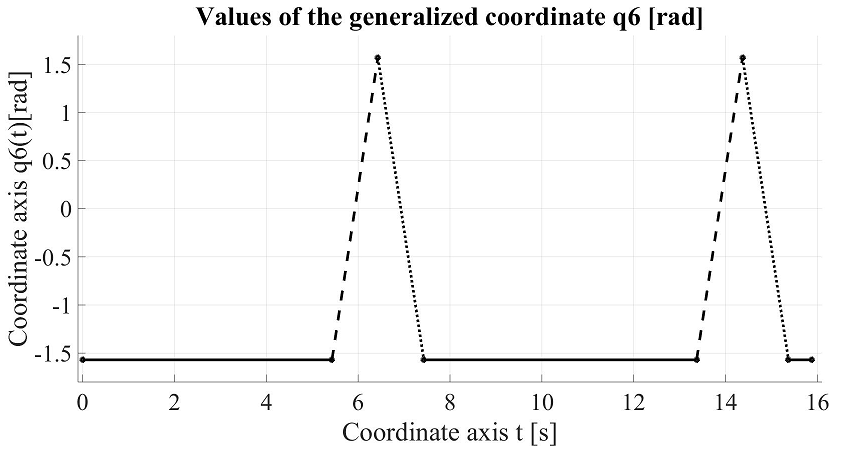 Values of the generalized coordinate q6 [rad]
Coordinate axis q6(t)[rad]
1.5
1
0.5
0
-0.5
-1
-1.5
0 2 4 6 8 10 12 14 16
Coordinate axis t [s]